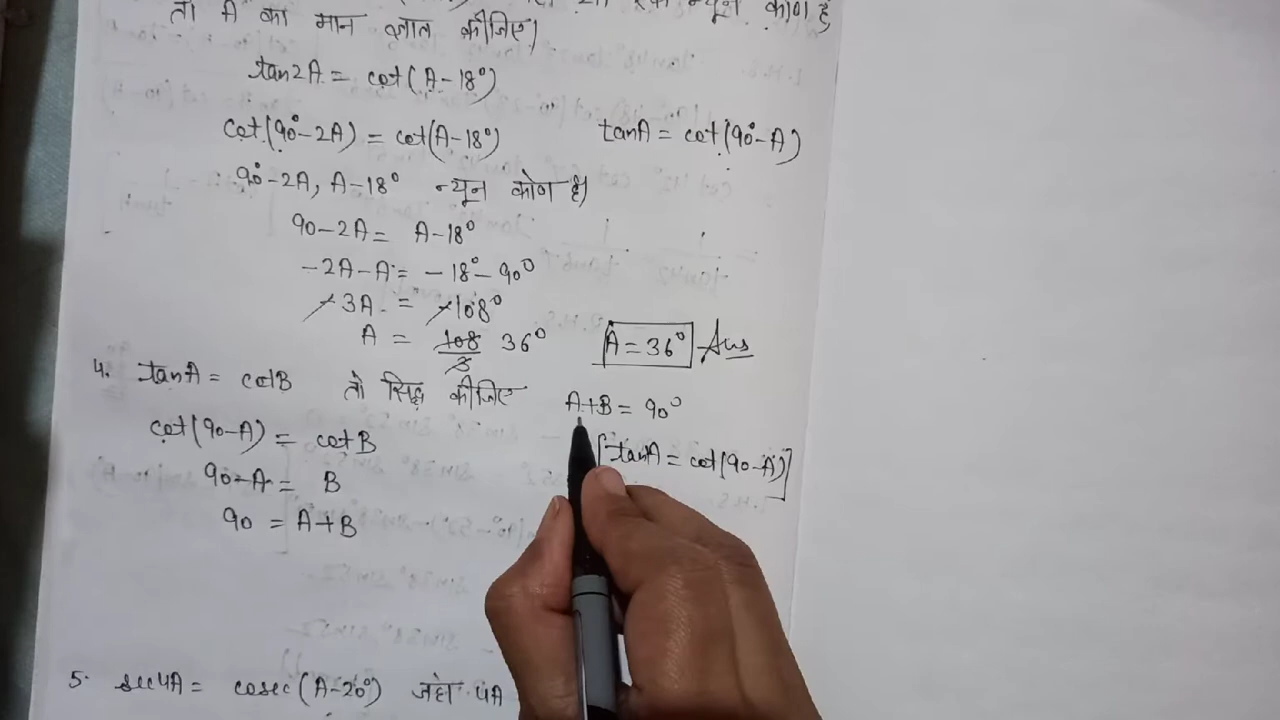 तो A का मान ज्ञात कीजिए।
tan2A = cot(A-18°)
cot(90°-2A) = cot(A-18°) tanA = cot(90°-A)
90°-2A, A-18° न्यून कोण है।
90-2A = A-18°
-2A-A = -18°-90°
-3A = -108°
A = 108/3 36° A = 36° Ans
4. tanA = cotB तो सिद्ध कीजिए A+B = 90°
cot(90-A) = cotB [tanA = cot(90-A)]
90-A = B
90 = A+B
5. sec4A = cosec(A-20°) जहाँ 4A